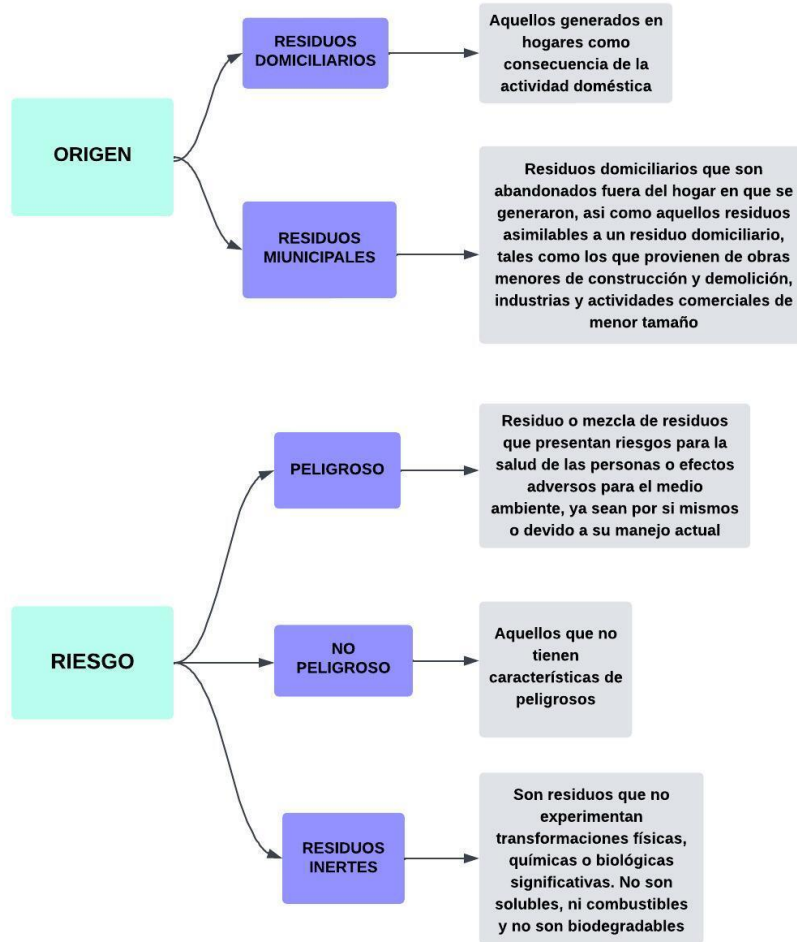 ORIGEN
RESIDUOS
DOMICILIARIOS
Aquellos generados en
hogares como
consecuencia de la
actividad doméstica
RESIDUOS
MIUNICIPALES
Residuos domiciliarios que son
abandonados fuera del hogar en que se
generaron, asi como aquellos residuos
asimilables a un residuo domiciliario,
tales como los que provienen de obras
menores de construcción y demolición,
industrias y actividades comerciales de
menor tamaño
RIESGO
PELIGROSO
Residuo o mezcla de residuos
que presentan riesgos para la
salud de las personas o efectos
adversos para el medio
ambiente, ya sean por si mismos
o devido a su manejo actual
NO
PELIGROSO
Aquellos que no
tienen
características de
peligrosos
RESIDUOS
INERTES
Son residuos que no
experimentan
transformaciones físicas,
químicas o biológicas
significativas. No son
solubles, ni combustibles
y no son biodegradables